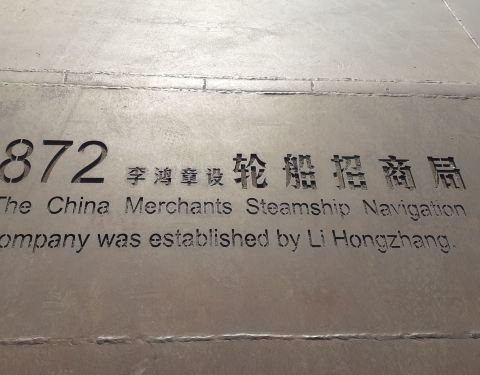 872 李鸿章设轮船招商局
The China Merchants Steamship Navigation
ompany was established by Li Hongzhang.